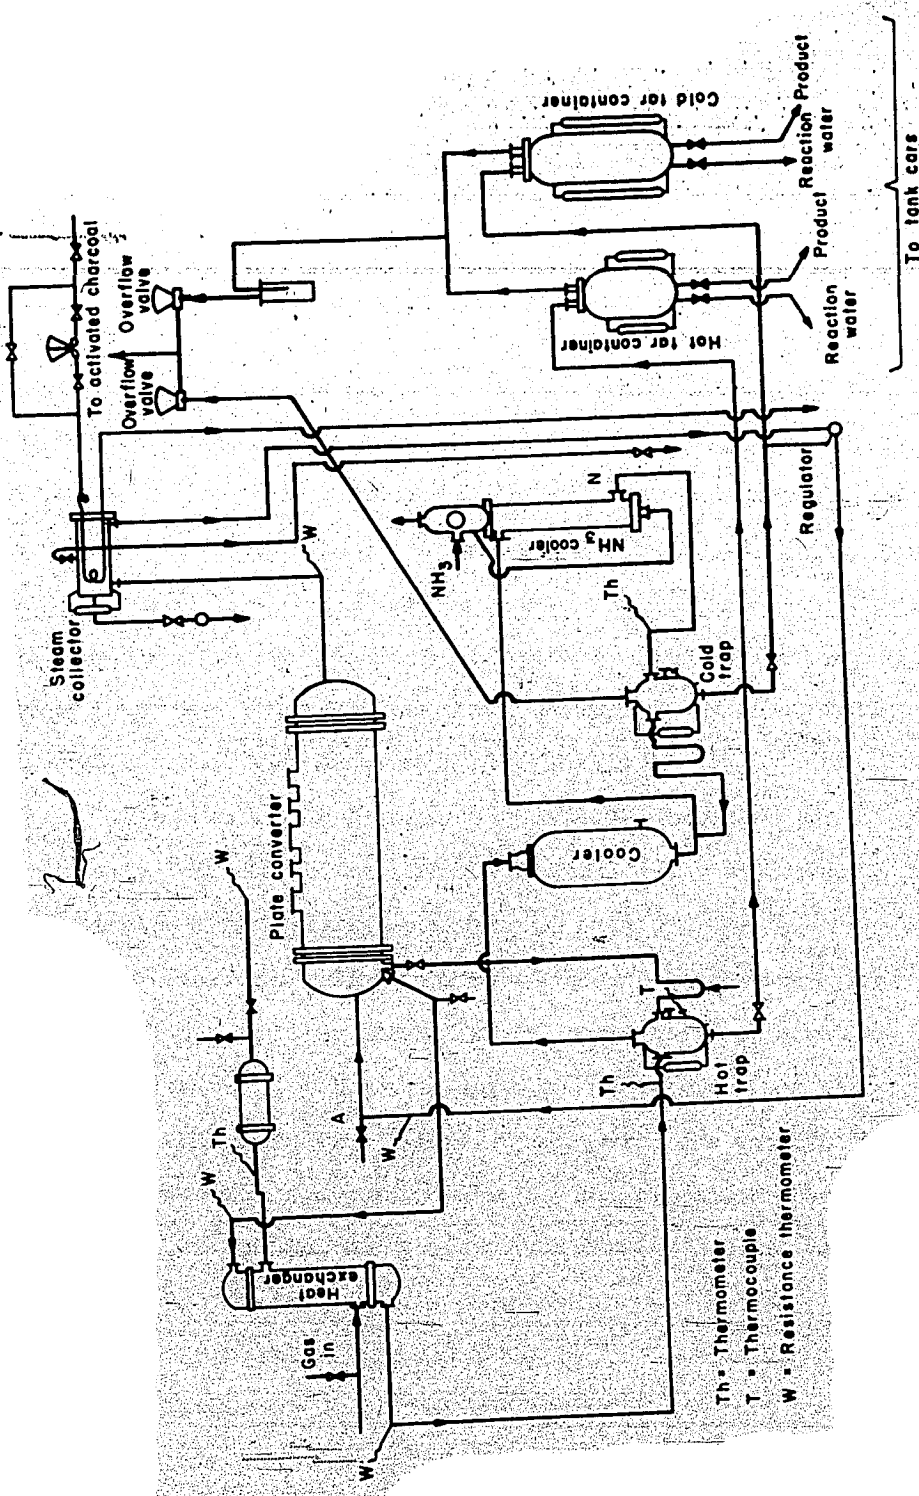 Steam
collector
To activated charcoal
Overflow
valve
Overflow
valve
W
Plate converter
W
Th
W
Heat
exchanger
Gas
in
W
A
W
NH3
NH3 cooler
N
Th
Cold
trap
Cooler
A
T
Hot
trap
Th
Cold tar container
Hot tar container
Reaction
water
Product
Reaction
water
Product
To tank cars
Regulator
Th = Thermometer
T = Thermocouple
W = Resistance thermometer